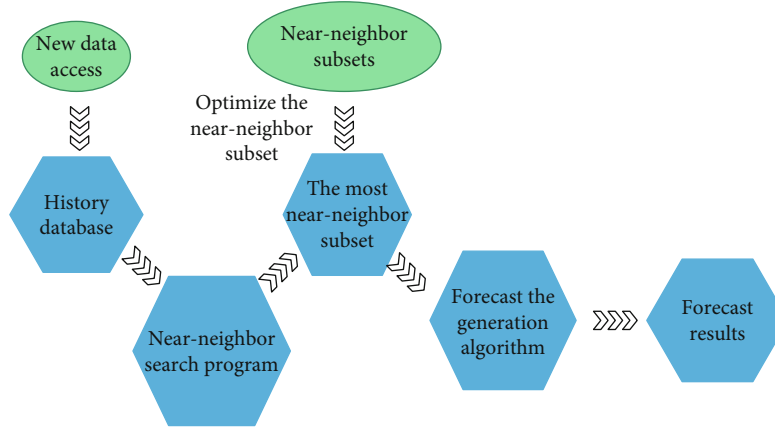 New data
access
Near-neighbor
subsets
Optimize the
near-neighbor
subset
History
database
The most
near-neighbor
subset
Near-neighbor
search program
Forecast the
generation
algorithm
Forecast
results